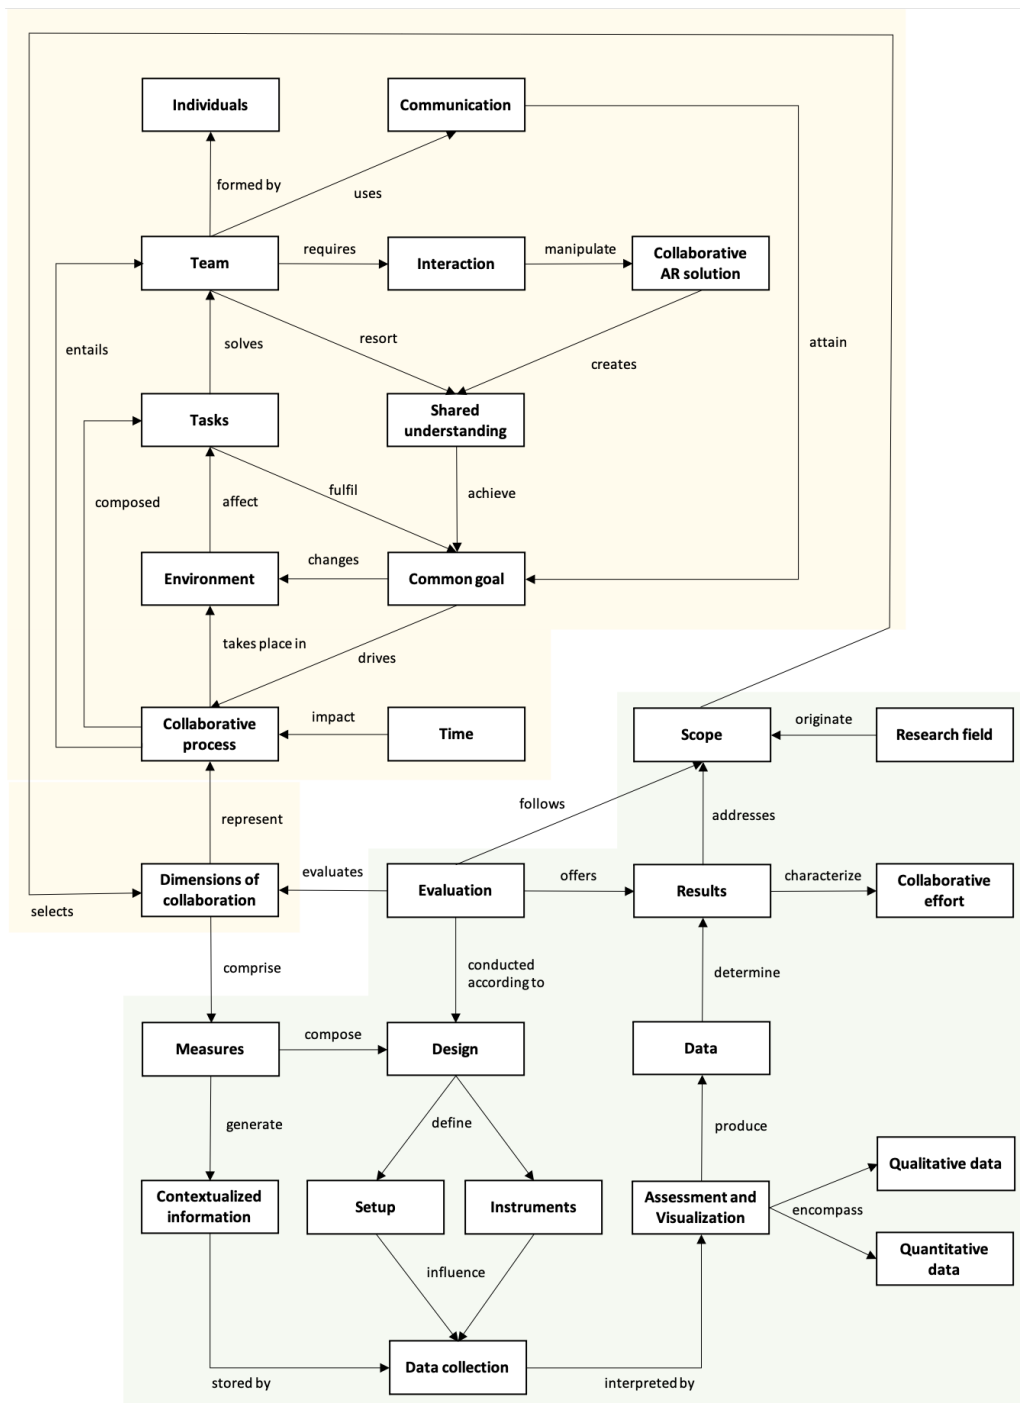 Individuals
Communication
formed by
uses
Team
requires
Interaction
manipulate
Collaborative
AR solution
entails
solves
resort
creates
attain
Tasks
Shared
understanding
composed
affect
fulfil
achieve
Environment
changes
Common goal
takes place in
drives
Collaborative
process
impact
Time
Scope
originate
Research field
represent
follows
addresses
Dimensions of
collaboration
evaluates
Evaluation
offers
Results
characterize
Collaborative
effort
selects
comprise
conducted
according to
determine
Measures
compose
Design
Data
generate
define
produce
Contextualized
information
Setup
Instruments
Assessment and
Visualization
encompass
Qualitative data
Quantitative
data
influence
Data collection
stored by
interpreted by